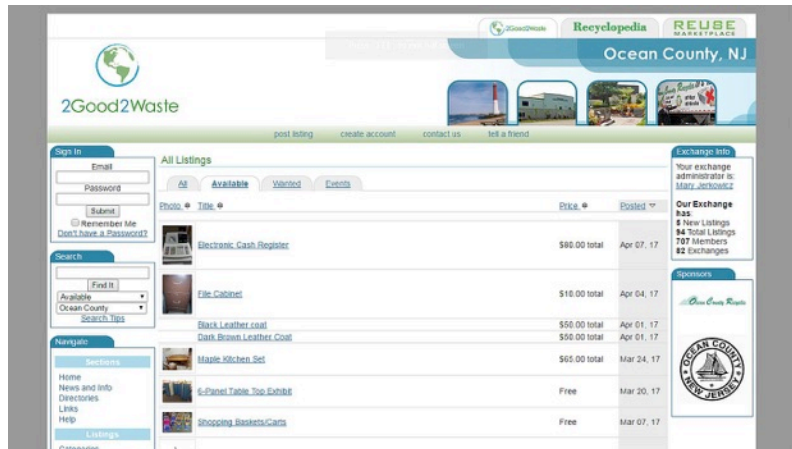 2Good2Waste
Recyclopedia
REUSE
MARKETPLACE
Ocean County, NJ
2Good2Waste
post listing
create account
contact us
tell a friend
Sign In
Email
Password
Submit
Remember Me
Don't have a Password?
Search
Find It
Available
Ocean County
Search Tips
Navigate
Sections
Home
News and Info
Directories
Links
Help
Listings
Categories
All Listings
All
Available
Wanted
Events
Photo Title Price Posted
Electronic Cash Register $90.00 total Apr 07, 17
File Cabinet $10.00 total Apr 04, 17
Black Leather coat $50.00 total Apr 01, 17
Dark Brown Leather Coat $50.00 total Apr 01, 17
Maple Kitchen Set $65.00 total Mar 24, 17
6-Panel Table Top Exhibit Free Mar 20, 17
Shopping Baskets/Carts Free Mar 07, 17
Exchange Info
Your exchange
administrator is:
Mary Jerkowicz
Our Exchange
has:
5 New Listings
94 Total Listings
707 Members
82 Exchanges
Sponsors
Ocean County Recycles
OCEAN COUNTY
NEW JERSEY